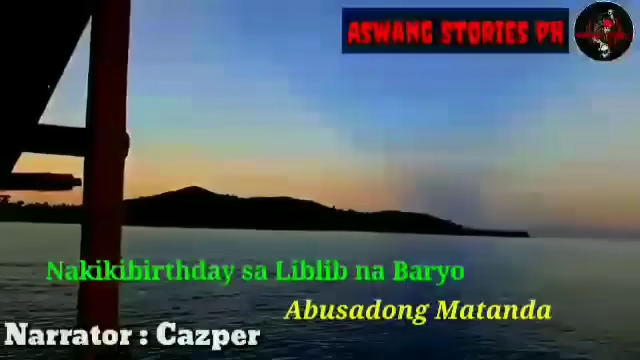 ASWANG STORIES PH
Nakikibirthday sa Liblib na Baryo
Abusadong Matanda
Narrator : Cazper